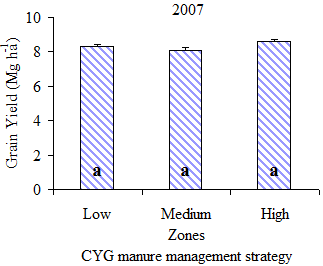 2007
Grain Yield (Mg ha-1)
10
8
6
4
2
0
a a a
Low Medium High
Zones
CYG manure management strategy